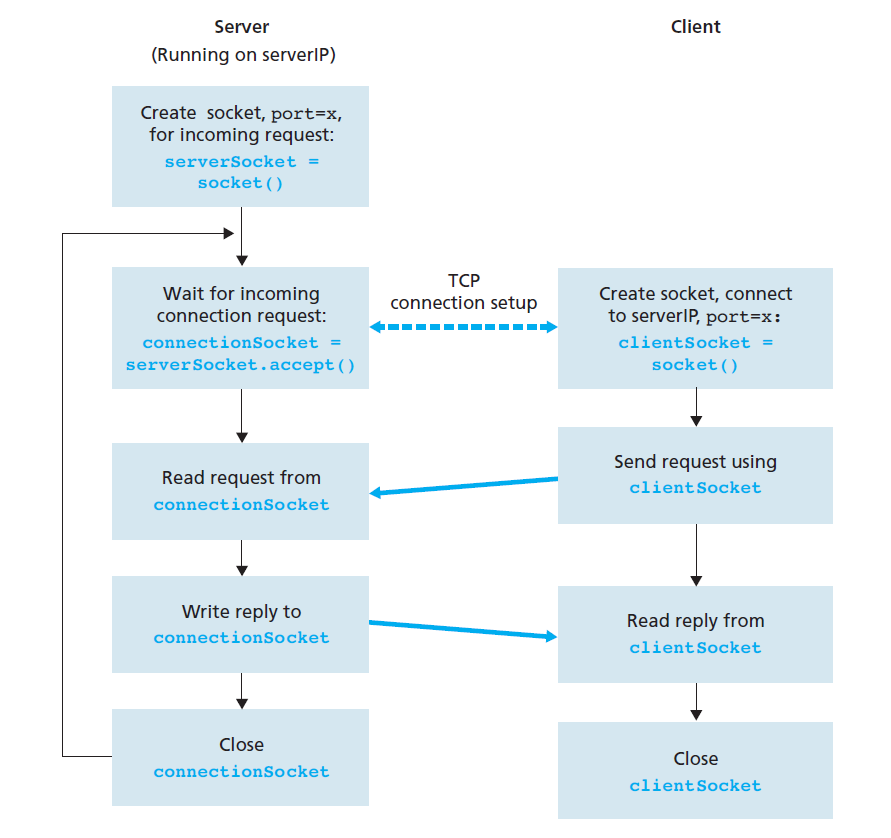 Server
(Running on serverIP)
Create socket, port=x,
for incoming request:
serverSocket =
socket()
Wait for incoming
connection request:
connectionSocket =
serverSocket.accept()
Read request from
connectionSocket
Write reply to
connectionSocket
Close
connectionSocket
TCP
connection setup
Client
Create socket, connect
to serverIP, port=x:
clientSocket =
socket()
Send request using
clientSocket
Read reply from
clientSocket
Close
clientSocket